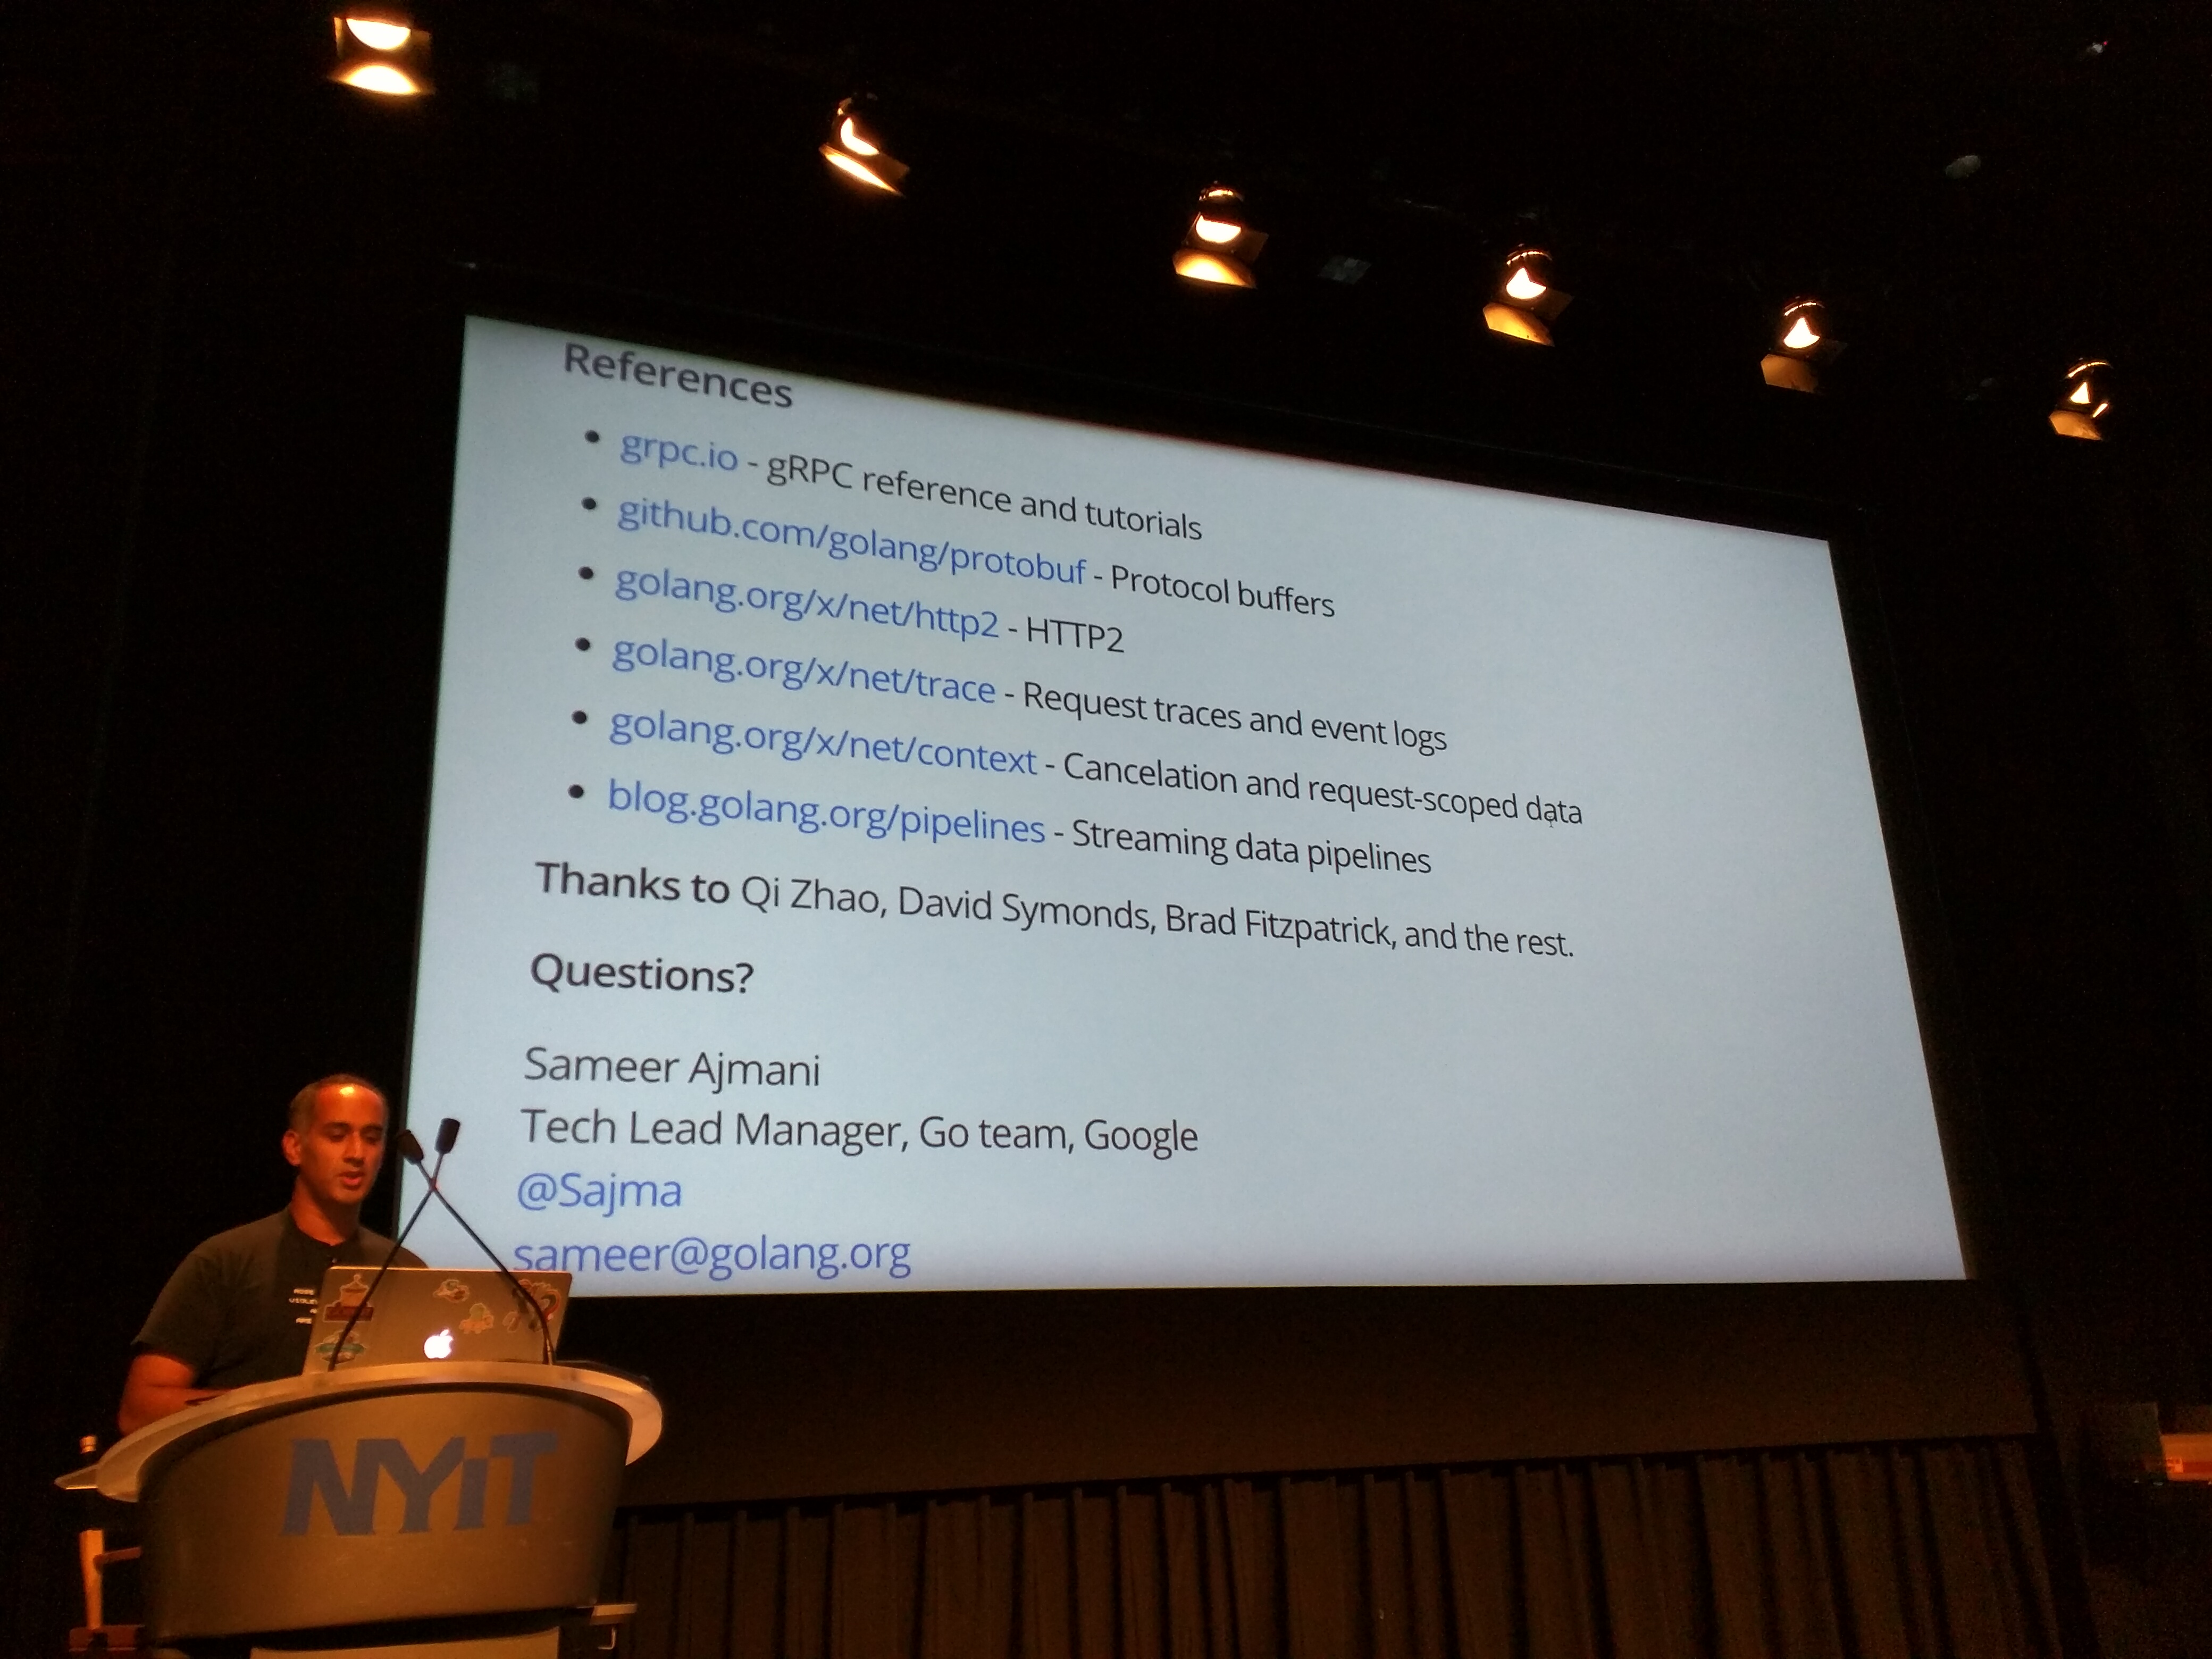 References
• grpc.io - gRPC reference and tutorials
• github.com/golang/protobuf - Protocol buffers
• golang.org/x/net/http2 - HTTP2
• golang.org/x/net/trace - Request traces and event logs
• golang.org/x/net/context - Cancelation and request-scoped data
• blog.golang.org/pipelines - Streaming data pipelines
Thanks to Qi Zhao, David Symonds, Brad Fitzpatrick, and the rest.
Questions?
Sameer Ajmani
Tech Lead Manager, Go team, Google
@Sajma
sameer@golang.org
NYiT